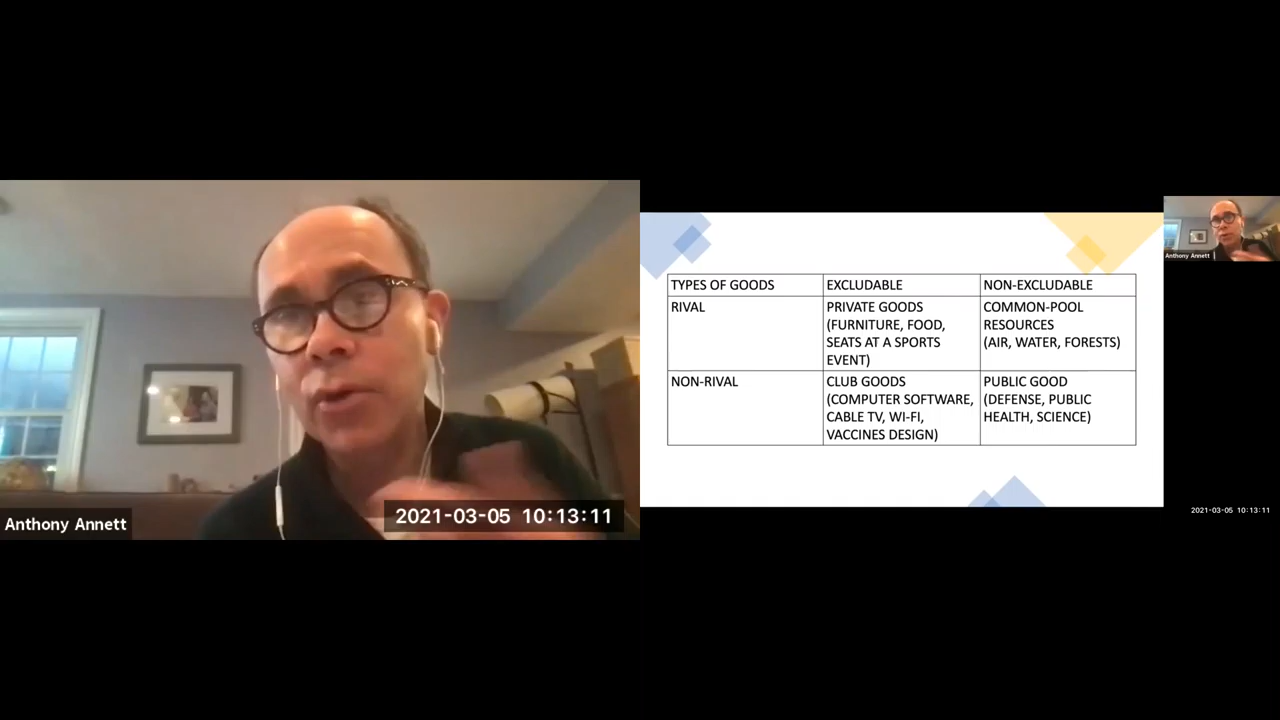 Anthony Annett
2021-03-05 10:13:11
TYPES OF GOODS
EXCLUDABLE
NON-EXCLUDABLE
RIVAL
PRIVATE GOODS
(FURNITURE, FOOD,
SEATS AT A SPORTS
EVENT)
COMMON-POOL
RESOURCES
(AIR, WATER, FORESTS)
NON-RIVAL
CLUB GOODS
(COMPUTER SOFTWARE,
CABLE TV, WI-FI,
VACCINES DESIGN)
PUBLIC GOOD
(DEFENSE, PUBLIC
HEALTH, SCIENCE)
Anthony Annett
2021-03-05 10:13:11